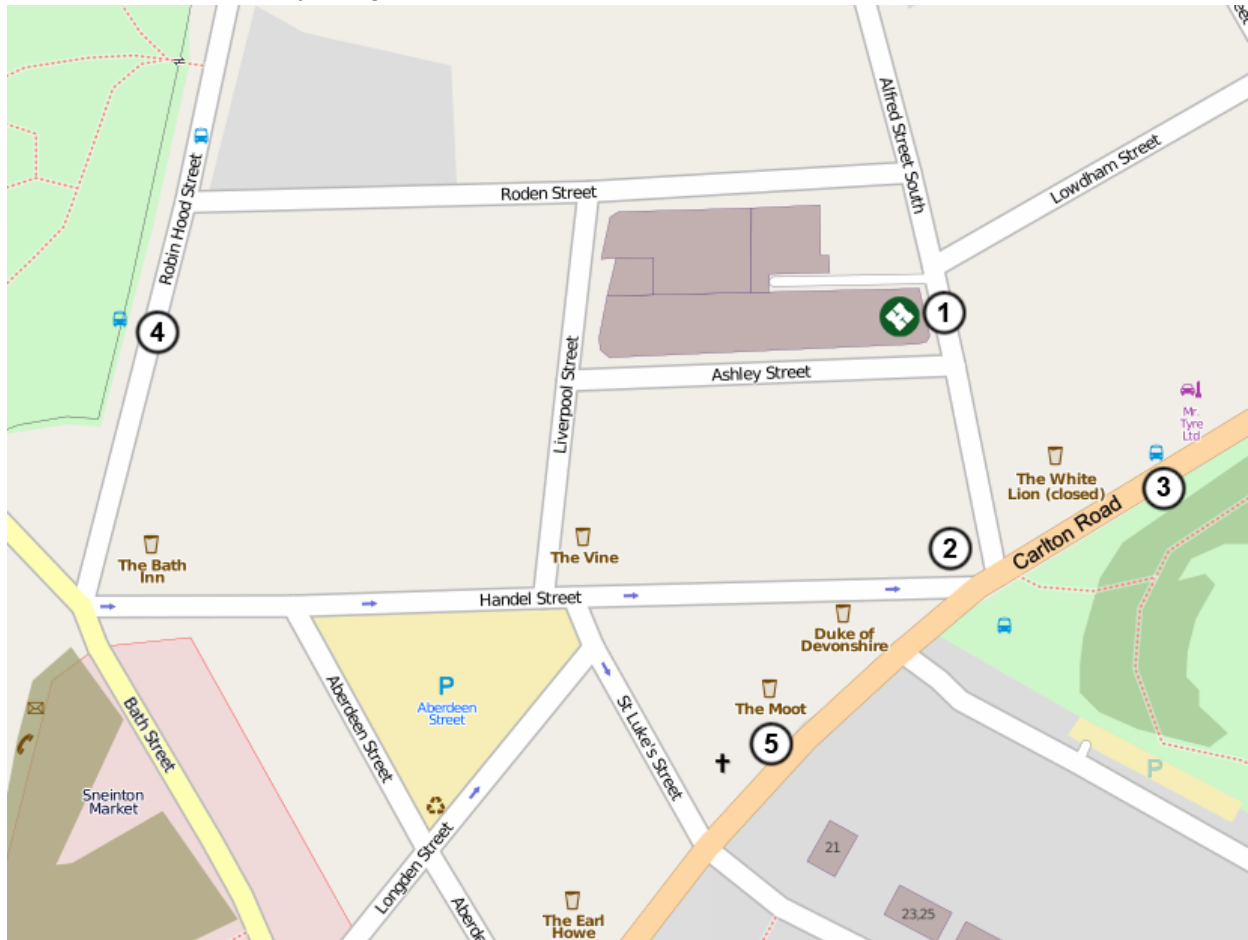 Alfred Street South
Lowdham Street
Robin Hood Street
Roden Street
1
4
Liverpool Street
Ashley Street
Mr.
Tyre
Ltd
The White
Lion (closed)
3
Carlton Road
2
The Bath
Inn
The Vine
Handel Street
Duke of
Devonshire
P
Aberdeen
Street
Aberdeen Street
St Luke's Street
The Moot
5
Bath Street
P
Sneinton
Market
Longden Street
21
23,25
The Earl
Howe